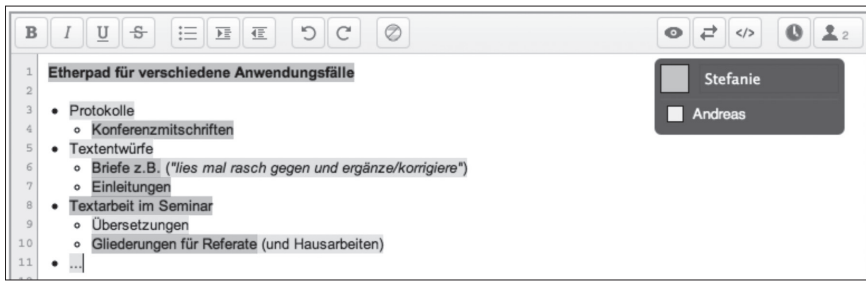 B I U S </> 2
Stefanie
Andreas
1 Etherpad für verschiedene Anwendungsfälle
2
3 • Protokolle
4 ◦ Konferenzmitschriften
5 • Textentwürfe
6 ◦ Briefe z.B. ("lies mal rasch gegen und ergänze/korrigiere")
7 ◦ Einleitungen
8 • Textarbeit im Seminar
9 ◦ Übersetzungen
10 ◦ Gliederungen für Referate (und Hausarbeiten)
11 • ...